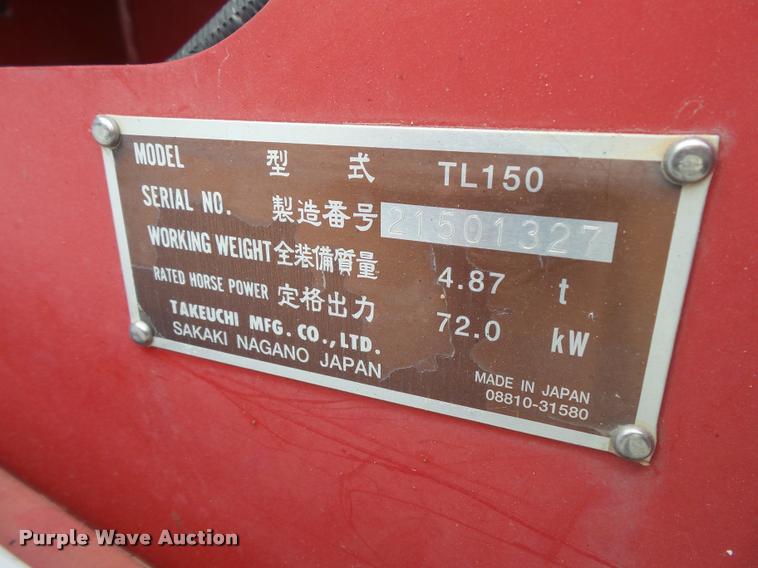 MODEL 型式 TL150
SERIAL NO. 製造番号 21501327
WORKING WEIGHT 全装備質量 4.87 t
RATED HORSE POWER 定格出力 72.0 kW
TAKEUCHI MFG. CO., LTD.
SAKAKI NAGANO JAPAN
MADE IN JAPAN
08810-31580
Purple Wave Auction